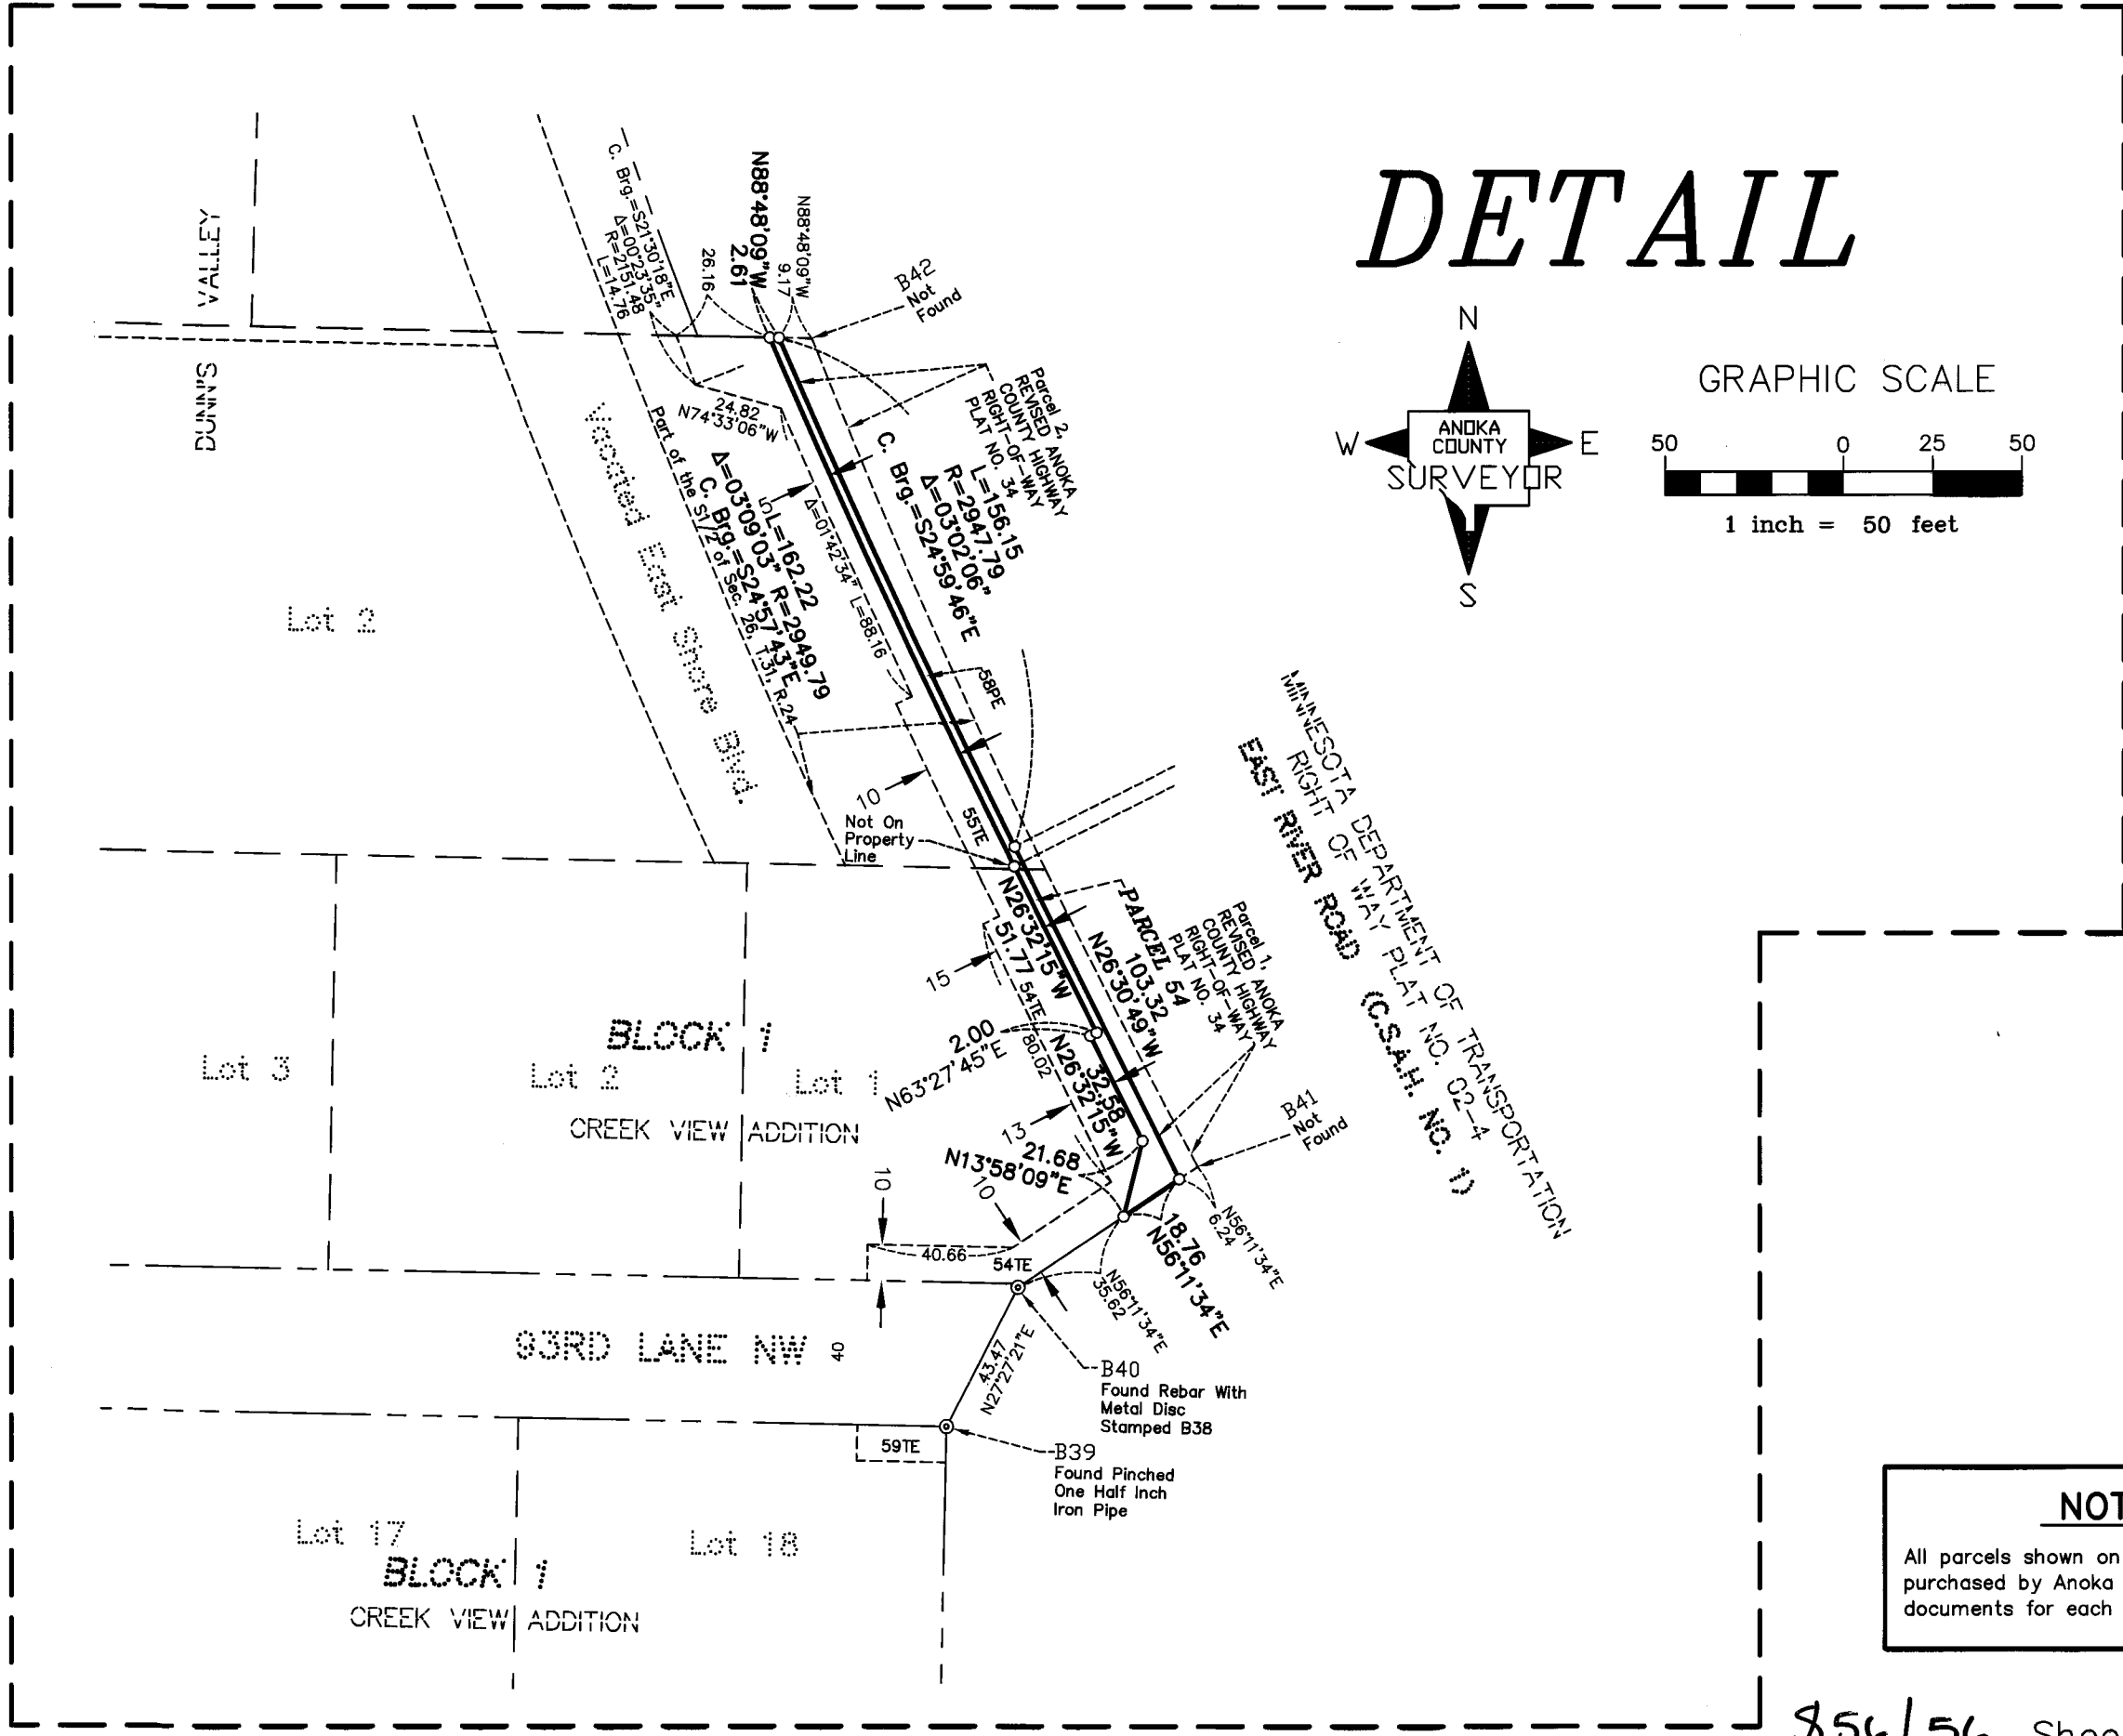 DETAIL
N
W
E
S
ANOKA
COUNTY
SURVEYOR
GRAPHIC SCALE
50
0
25
50
1 inch = 50 feet
DUNN'S VALLEY
C. Brg.=S21°30'18"E
Δ=00°23'35"
R=2151.48
L=14.76
26.16
N88°48'09"W
2.61
N88°48'09"W
9.17
B42
Not
Found
Parcel 2,
REVISED ANOKA
COUNTY HIGHWAY
RIGHT-OF-WAY
PLAT NO. 34
24.82
N74°33'06"W
L=156.15
R=2947.79
Δ=03°02'06"
C. Brg.=S24°59'46"E
5
L=162.22
Δ=03°09'03" R=2949.79
C. Brg.=S24°57'43"E
Part of the S1/2 of Sec. 26, T.31, R.24
Δ=01°42'34" L=88.16
Vacated East Shore Blvd.
Lot 2
58PE
10
55TE
Not On
Property
Line
MINNESOTA DEPARTMENT OF TRANSPORTATION
RIGHT OF WAY PLAT NO. 02-4
EAST RIVER ROAD (C.S.A.H. NO. 1)
PARCEL 54
103.32
N26°30'49"W
Parcel 1,
REVISED ANOKA
COUNTY HIGHWAY
RIGHT-OF-WAY
PLAT NO. 34
N26°32'15"W
51.77
54TE
80.02
15
2.00
N63°27'45"E
32.58
N26°32'15"W
13
21.68
N13°58'09"E
B41
Not
Found
N56°11'34"E
6.24
18.76
N56°11'34"E
N56°11'34"E
35.62
BLOCK 1
Lot 3
Lot 2
Lot 1
CREEK VIEW ADDITION
10
10
40.66
54TE
93RD LANE NW
40
43.47
N27°27'21"E
B40
Found Rebar With
Metal Disc
Stamped B38
B39
Found Pinched
One Half Inch
Iron Pipe
59TE
Lot 17
Lot 18
BLOCK 1
CREEK VIEW ADDITION
NOT
All parcels shown on
purchased by Anoka
documents for each
856/56 Shee